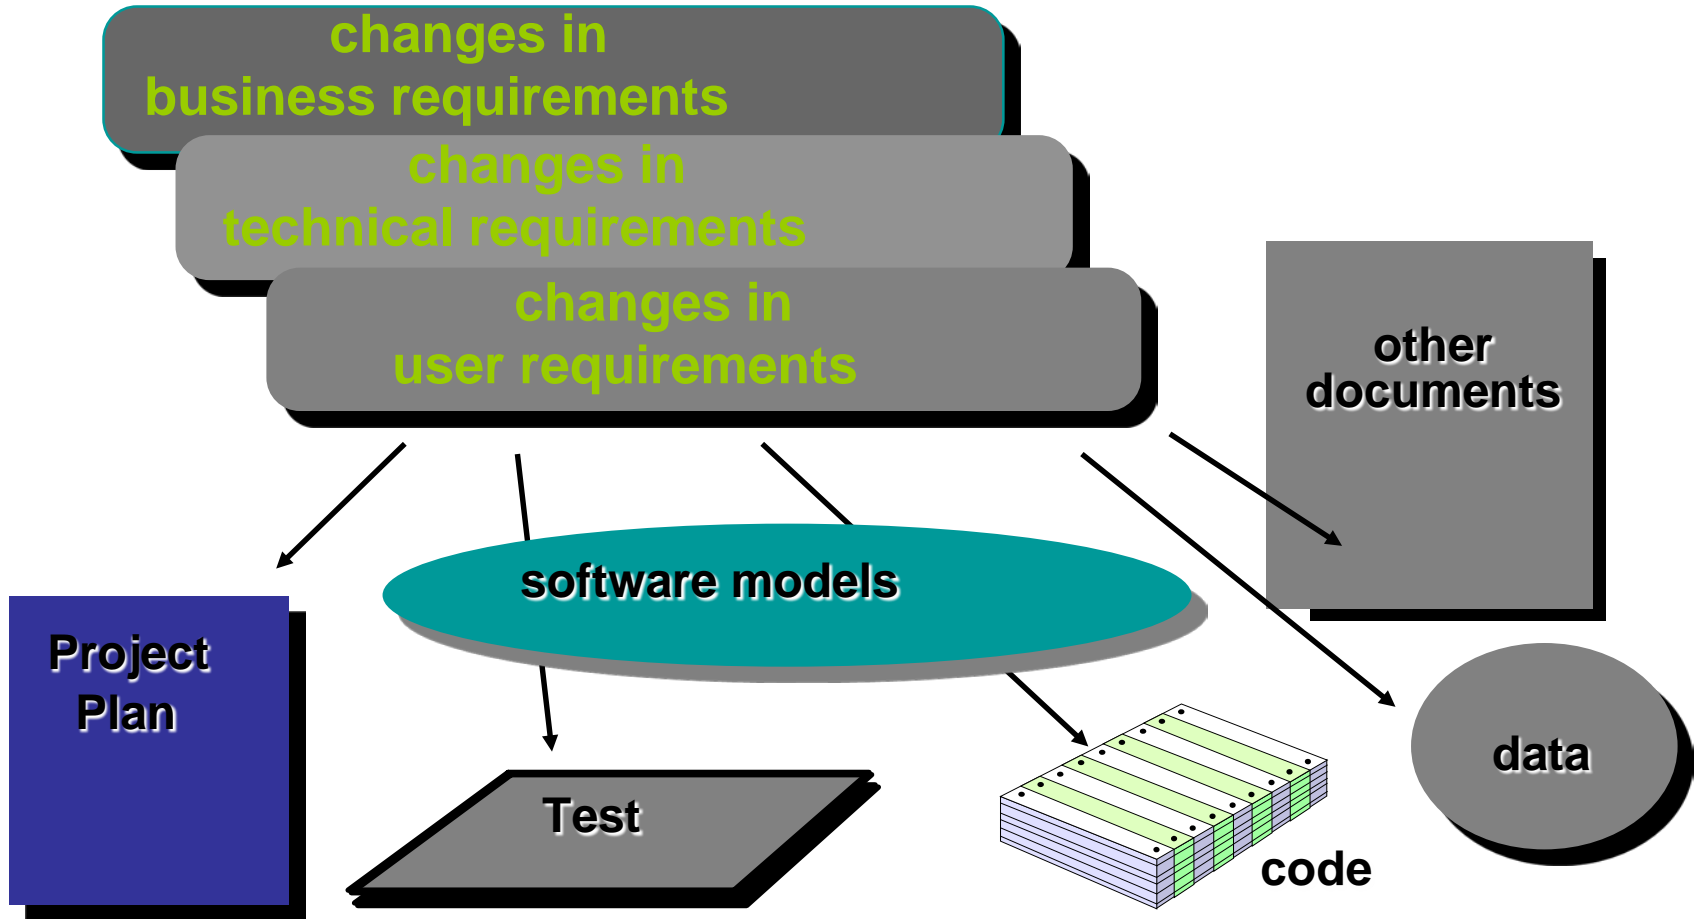 changes in
business requirements
changes in
technical requirements
changes in
user requirements
other
documents
software models
Project
Plan
Test
code
data